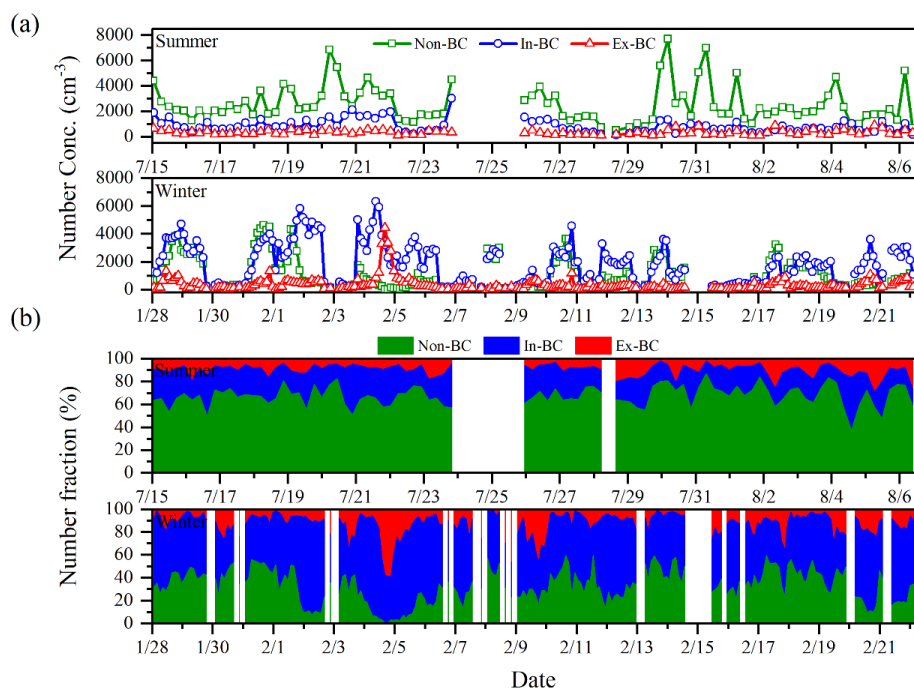 (a)
Number Conc. (cm⁻³)
8000
6000
4000
2000
0
Summer
Non-BC In-BC Ex-BC
7/15 7/17 7/19 7/21 7/23 7/25 7/27 7/29 7/31 8/2 8/4 8/6
8000
6000
4000
2000
0
Winter
1/28 1/30 2/1 2/3 2/5 2/7 2/9 2/11 2/13 2/15 2/17 2/19 2/21
(b)
Number fraction (%)
Non-BC In-BC Ex-BC
100
80
60
40
20
0
Summer
7/15 7/17 7/19 7/21 7/23 7/25 7/27 7/29 7/31 8/2 8/4 8/6
100
80
60
40
20
0
Winter
1/28 1/30 2/1 2/3 2/5 2/7 2/9 2/11 2/13 2/15 2/17 2/19 2/21
Date